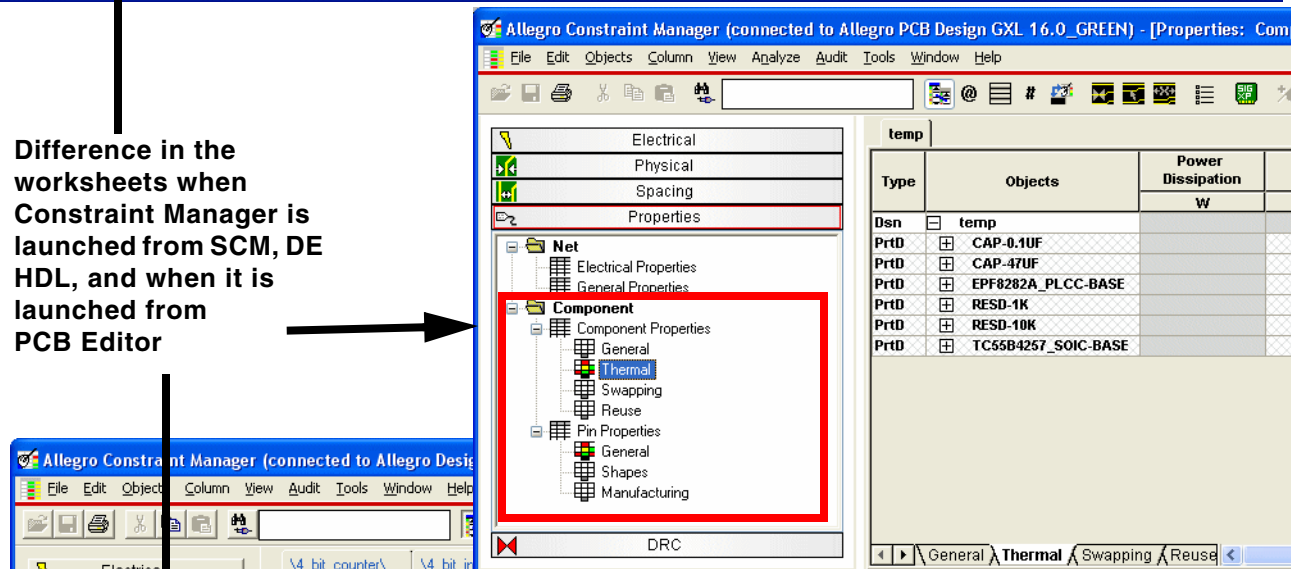 Allegro Constraint Manager (connected to Allegro PCB Design GXL 16.0_GREEN) - [Properties: Com
File Edit Objects Column View Analyze Audit Tools Window Help
@ # SIG XP
Difference in the
worksheets when
Constraint Manager is
launched from SCM, DE
HDL, and when it is
launched from
PCB Editor
Electrical
Physical
Spacing
Properties
Net
Electrical Properties
General Properties
Component
Component Properties
General
Thermal
Swapping
Reuse
Pin Properties
General
Shapes
Manufacturing
DRC
temp
Type Objects Power Dissipation
W
Dsn temp
PrtD CAP-0.1UF
PrtD CAP-47UF
PrtD EPF8282A_PLCC-BASE
PrtD RESD-1K
PrtD RESD-10K
PrtD TC55B4257_SOIC-BASE
General Thermal Swapping Reuse
Allegro Constraint Manager (connected to Allegro Desig
File Edit Object Column View Audit Tools Window Help
Electrica
\4_bit_counter\ \4_bit_in